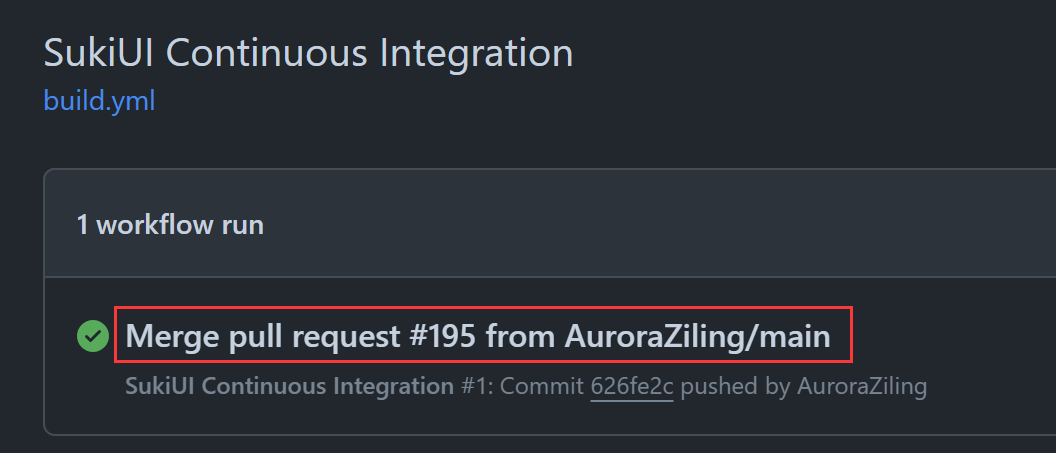 SukiUI Continuous Integration
build.yml
1 workflow run
Merge pull request #195 from AuroraZiling/main
SukiUI Continuous Integration #1: Commit 626fe2c pushed by AuroraZiling